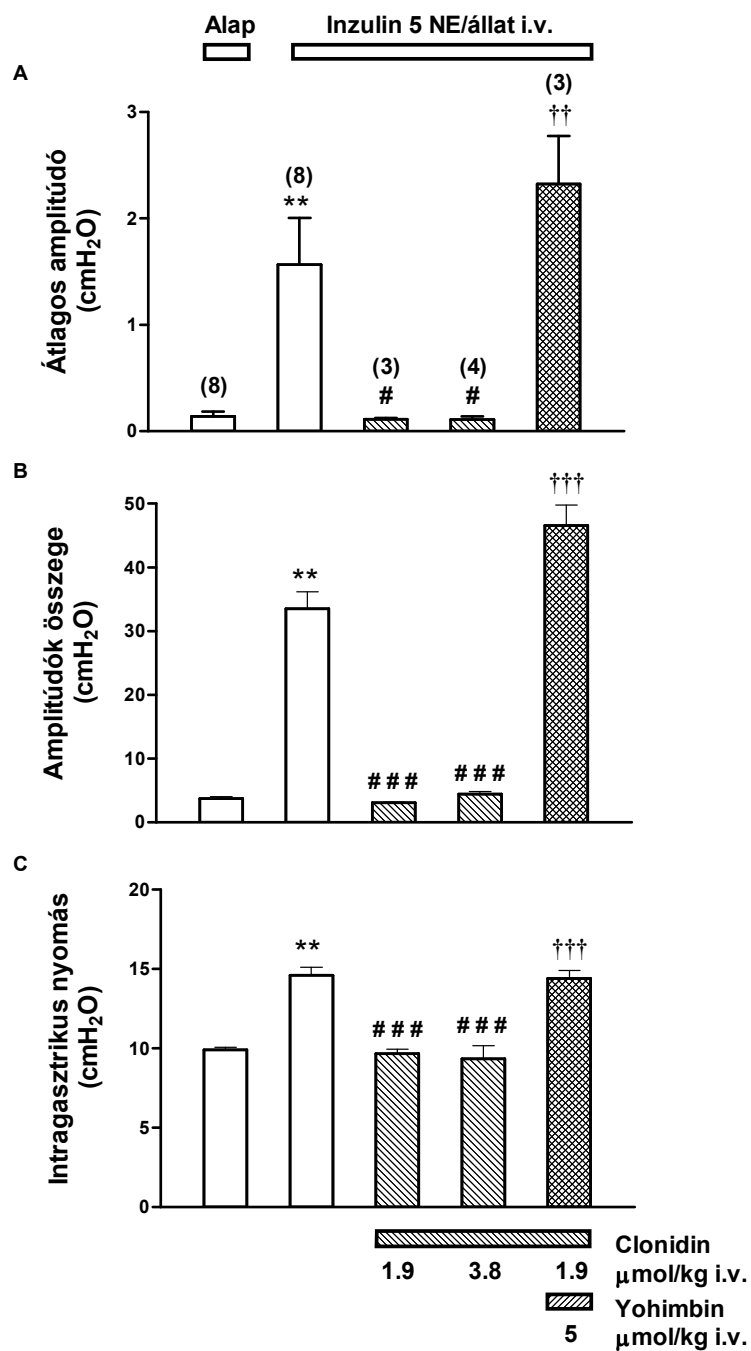 Alap Inzulin 5 NE/állat i.v.
A
Átlagos amplitúdó
(cmH₂O)
3
2
1
0
(8)
(8)
**
(3)
#
(4)
#
(3)
††
B
Amplitúdók összege
(cmH₂O)
50
40
30
20
10
0
**
###
###
†††
C
Intragasztrikus nyomás
(cmH₂O)
20
15
10
5
0
**
###
###
†††
Clonidin
1.9 3.8 1.9 μmol/kg i.v.
Yohimbin
5 μmol/kg i.v.